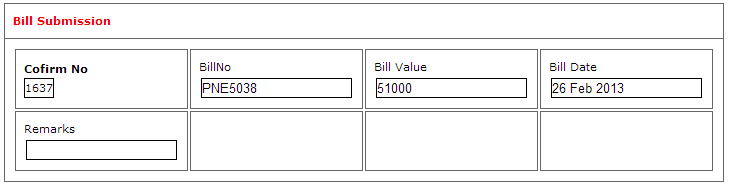 Bill Submission
Cofirm No BillNo Bill Value Bill Date
1637 PNE5038 51000 26 Feb 2013
Remarks